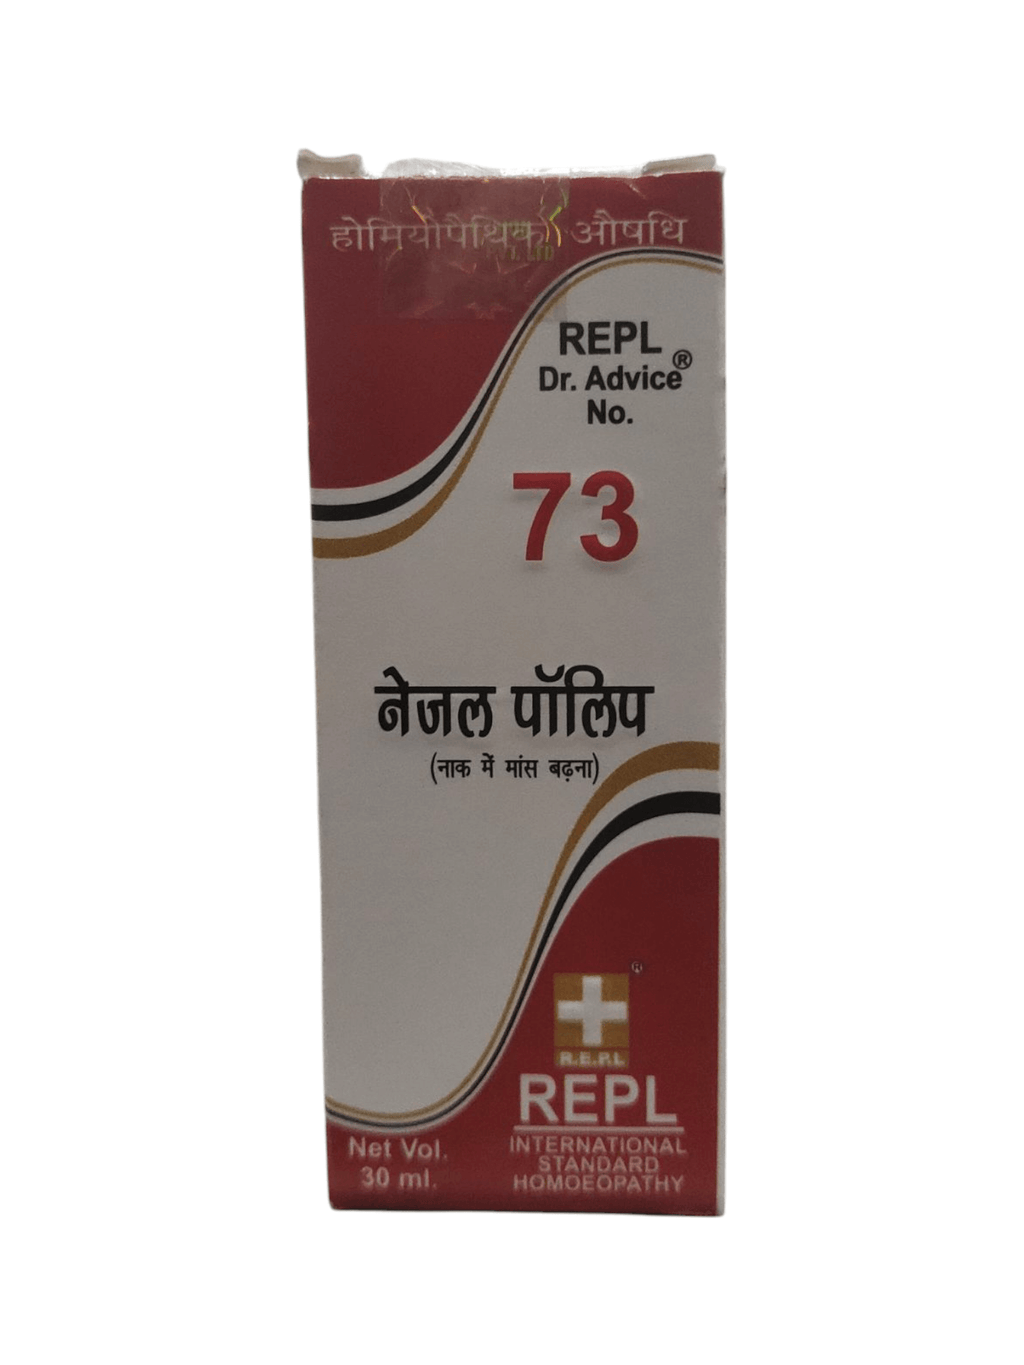 होमियोपैथिक औषधि
REPL
Dr. Advice®
No.
73
नेजल पॉलिप
(नाक में मांस बढ़ना)
®
R.E.P.L
REPL
INTERNATIONAL
STANDARD
HOMOEOPATHY
Net Vol.
30 ml.